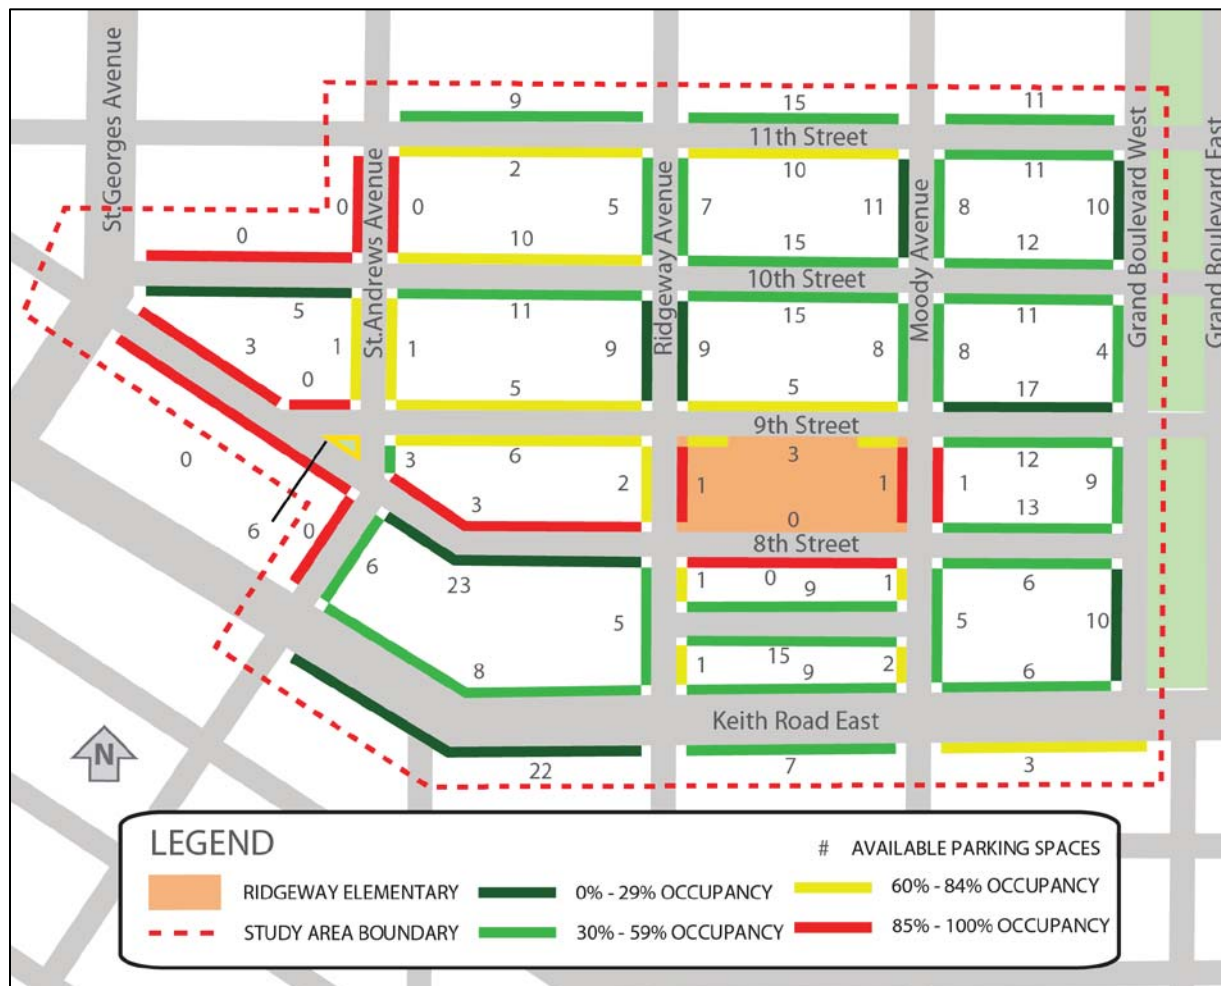 St.Georges Avenue
St.Andrews Avenue
Ridgeway Avenue
Moody Avenue
Grand Boulevard West
Grand Boulevard East
9 15 11
11th Street
2 10 11
0 0 5 7 11 8 10
0 10 15 12
10th Street
5 11 15 11
3 1 1 9 9 8 8 4
0 5 5 17
9th Street
3 6 3 12
0 2 1 1 1 9
3 0 13
6 0
8th Street
6 23 1 0 9 1 6
5 5 10
8 1 15 9 2 6
Keith Road East
22 7 3
N
LEGEND
# AVAILABLE PARKING SPACES
RIDGEWAY ELEMENTARY 0% - 29% OCCUPANCY 60% - 84% OCCUPANCY
STUDY AREA BOUNDARY 30% - 59% OCCUPANCY 85% - 100% OCCUPANCY